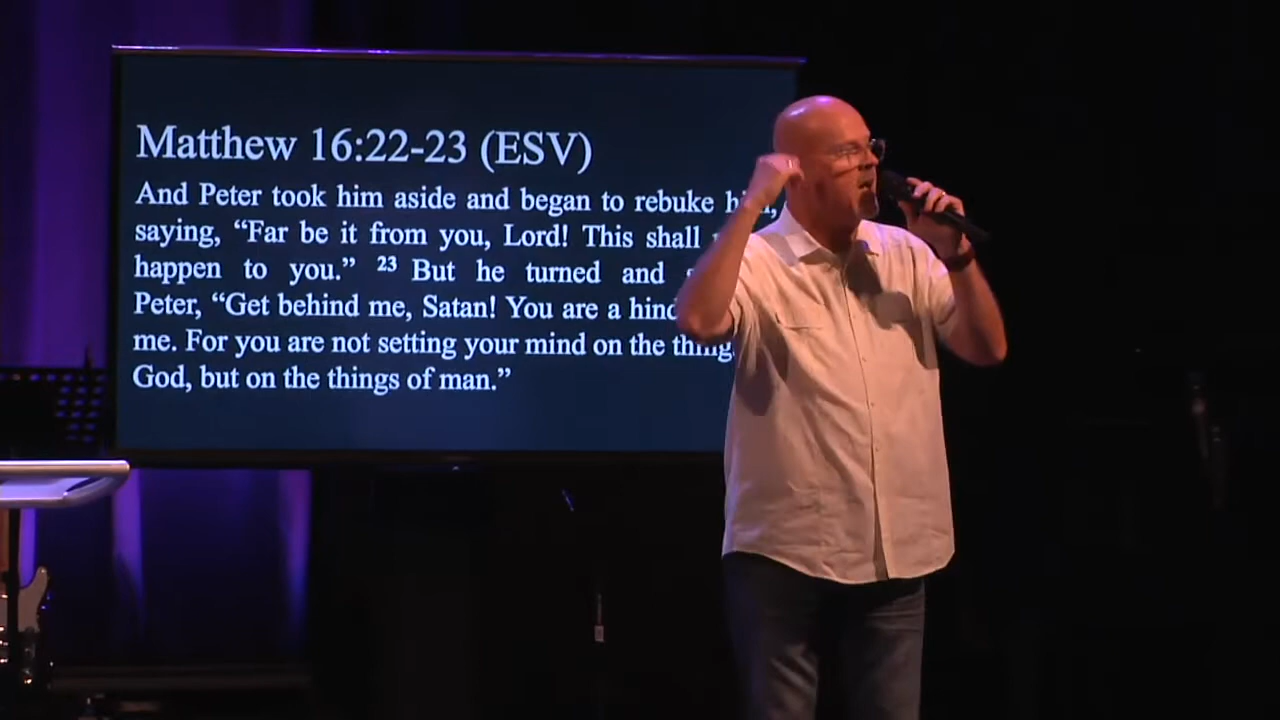 Matthew 16:22-23 (ESV)
And Peter took him aside and began to rebuke
saying, “Far be it from you, Lord! This shall
happen to you.” 23 But he turned and
Peter, “Get behind me, Satan! You are a
me. For you are not setting your mind on the
God, but on the things of man.”